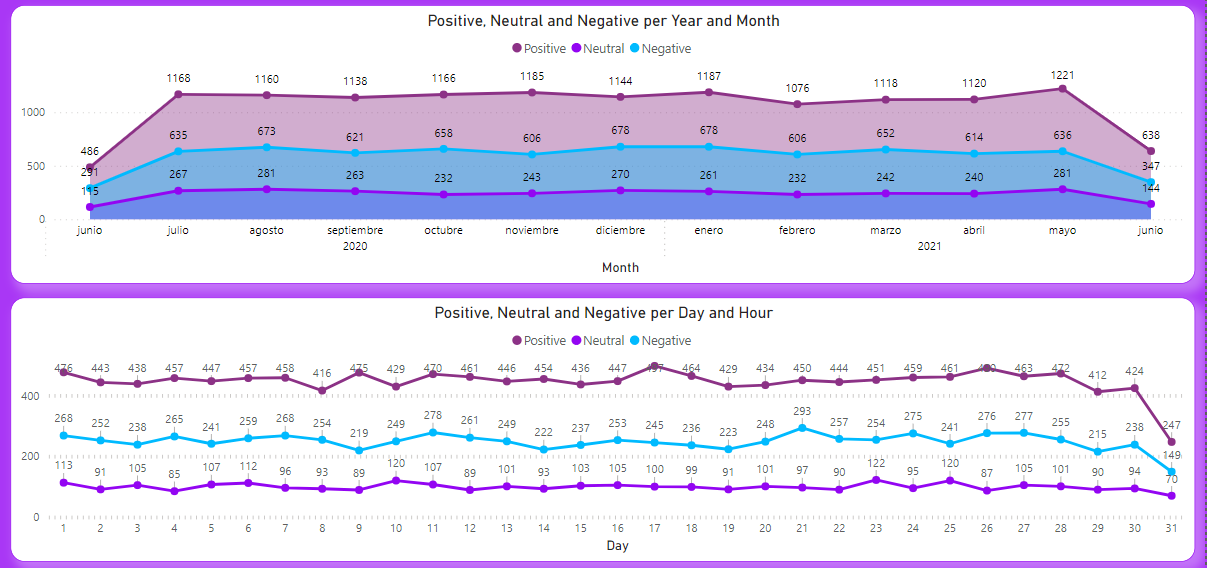 Positive, Neutral and Negative per Year and Month
Positive Neutral Negative
1168 1160 1138 1166 1185 1144 1187 1076 1118 1120 1221
1000
635 673 621 658 606 678 678 606 652 614 636 638
486
500
291 267 281 263 232 243 270 261 232 242 240 281 347
144
0
junio julio agosto septiembre octubre noviembre diciembre enero febrero marzo abril mayo junio
2020 2021
Month
Positive, Neutral and Negative per Day and Hour
Positive Neutral Negative
476 443 438 457 447 457 458 416 475 429 470 461 446 454 436 447 497 464 429 434 450 444 451 459 461 463 472 412 424
400
268 252 238 265 241 259 268 254 219 249 278 261 249 222 237 253 245 236 223 248 293 257 254 275 241 276 277 255 215 238 247
200
149
113 91 105 85 107 112 96 93 89 120 107 89 101 93 103 105 100 99 91 101 97 90 122 95 120 87 105 101 90 94 70
0
1 2 3 4 5 6 7 8 9 10 11 12 13 14 15 16 17 18 19 20 21 22 23 24 25 26 27 28 29 30 31
Day